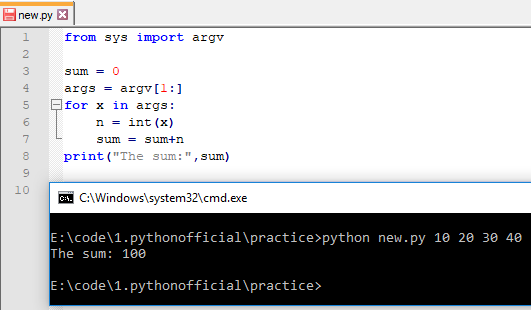 new.py
1 from sys import argv
2
3 sum = 0
4 args = argv[1:]
5 for x in args:
6     n = int(x)
7     sum = sum+n
8 print("The sum:",sum)
9
10
C:\Windows\system32\cmd.exe
E:\code\1.pythonofficial\practice>python new.py 10 20 30 40
The sum: 100
E:\code\1.pythonofficial\practice>